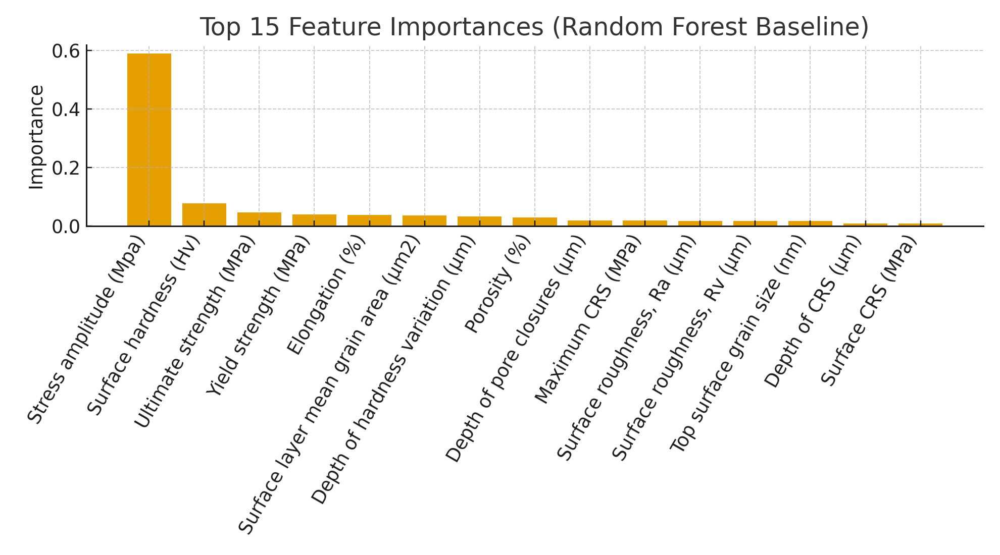 Top 15 Feature Importances (Random Forest Baseline)
Importance
0.6
0.4
0.2
0.0
Stress amplitude (Mpa)
Surface hardness (Hv)
Ultimate strength (MPa)
Yield strength (MPa)
Elongation (%)
Surface layer mean grain area (μm2)
Depth of hardness variation (μm)
Porosity (%)
Depth of pore closures (μm)
Maximum CRS (MPa)
Surface roughness, Ra (μm)
Surface roughness, Rv (μm)
Top surface grain size (nm)
Depth of CRS (μm)
Surface CRS (MPa)